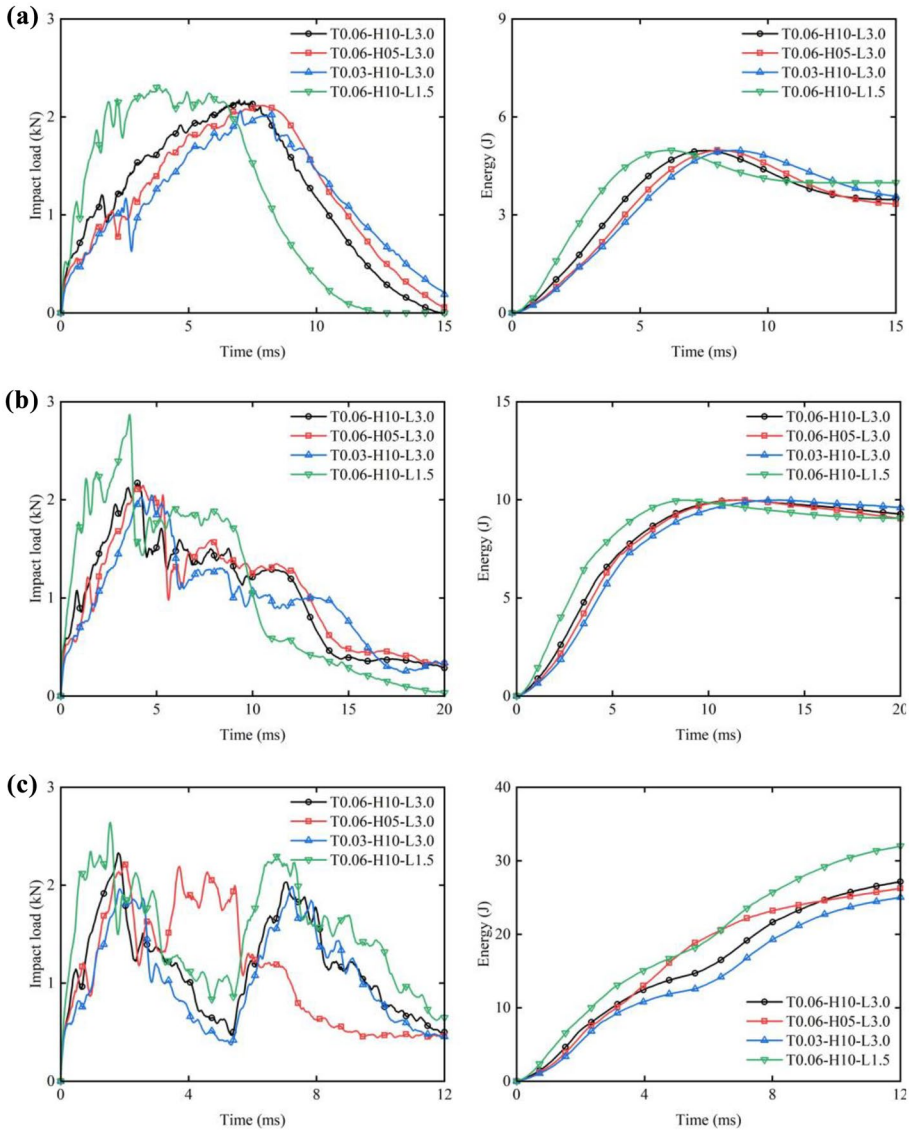 (a)
3
2
1
0
Impact load (kN)
T0.06-H10-L3.0
T0.06-H05-L3.0
T0.03-H10-L3.0
T0.06-H10-L1.5
0 5 10 15
Time (ms)
9
6
3
0
Energy (J)
T0.06-H10-L3.0
T0.06-H05-L3.0
T0.03-H10-L3.0
T0.06-H10-L1.5
0 5 10 15
Time (ms)
(b)
3
2
1
0
Impact load (kN)
T0.06-H10-L3.0
T0.06-H05-L3.0
T0.03-H10-L3.0
T0.06-H10-L1.5
0 5 10 15 20
Time (ms)
15
10
5
0
Energy (J)
T0.06-H10-L3.0
T0.06-H05-L3.0
T0.03-H10-L3.0
T0.06-H10-L1.5
0 5 10 15 20
Time (ms)
(c)
3
2
1
0
Impact load (kN)
T0.06-H10-L3.0
T0.06-H05-L3.0
T0.03-H10-L3.0
T0.06-H10-L1.5
0 4 8 12
Time (ms)
40
30
20
10
0
Energy (J)
T0.06-H10-L3.0
T0.06-H05-L3.0
T0.03-H10-L3.0
T0.06-H10-L1.5
0 4 8 12
Time (ms)